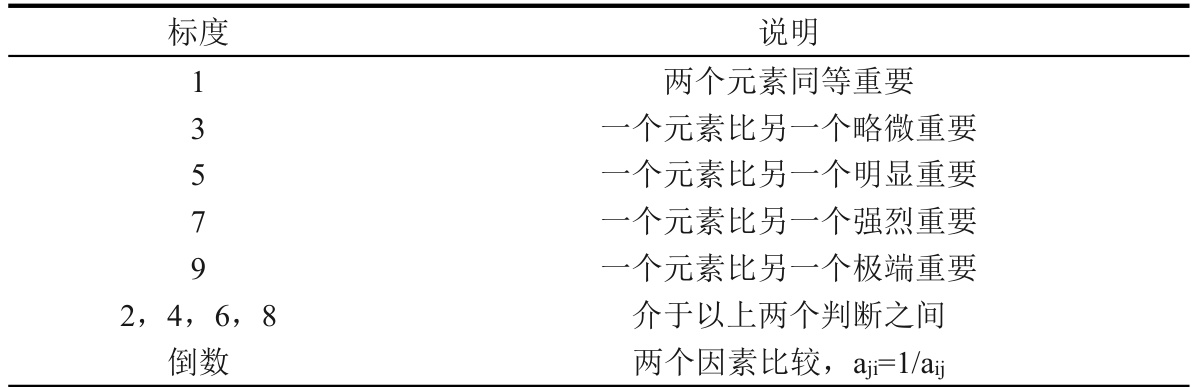 标度 说明
1 两个元素同等重要
3 一个元素比另一个略微重要
5 一个元素比另一个明显重要
7 一个元素比另一个强烈重要
9 一个元素比另一个极端重要
2，4，6，8 介于以上两个判断之间
倒数 两个因素比较，aji=1/aij